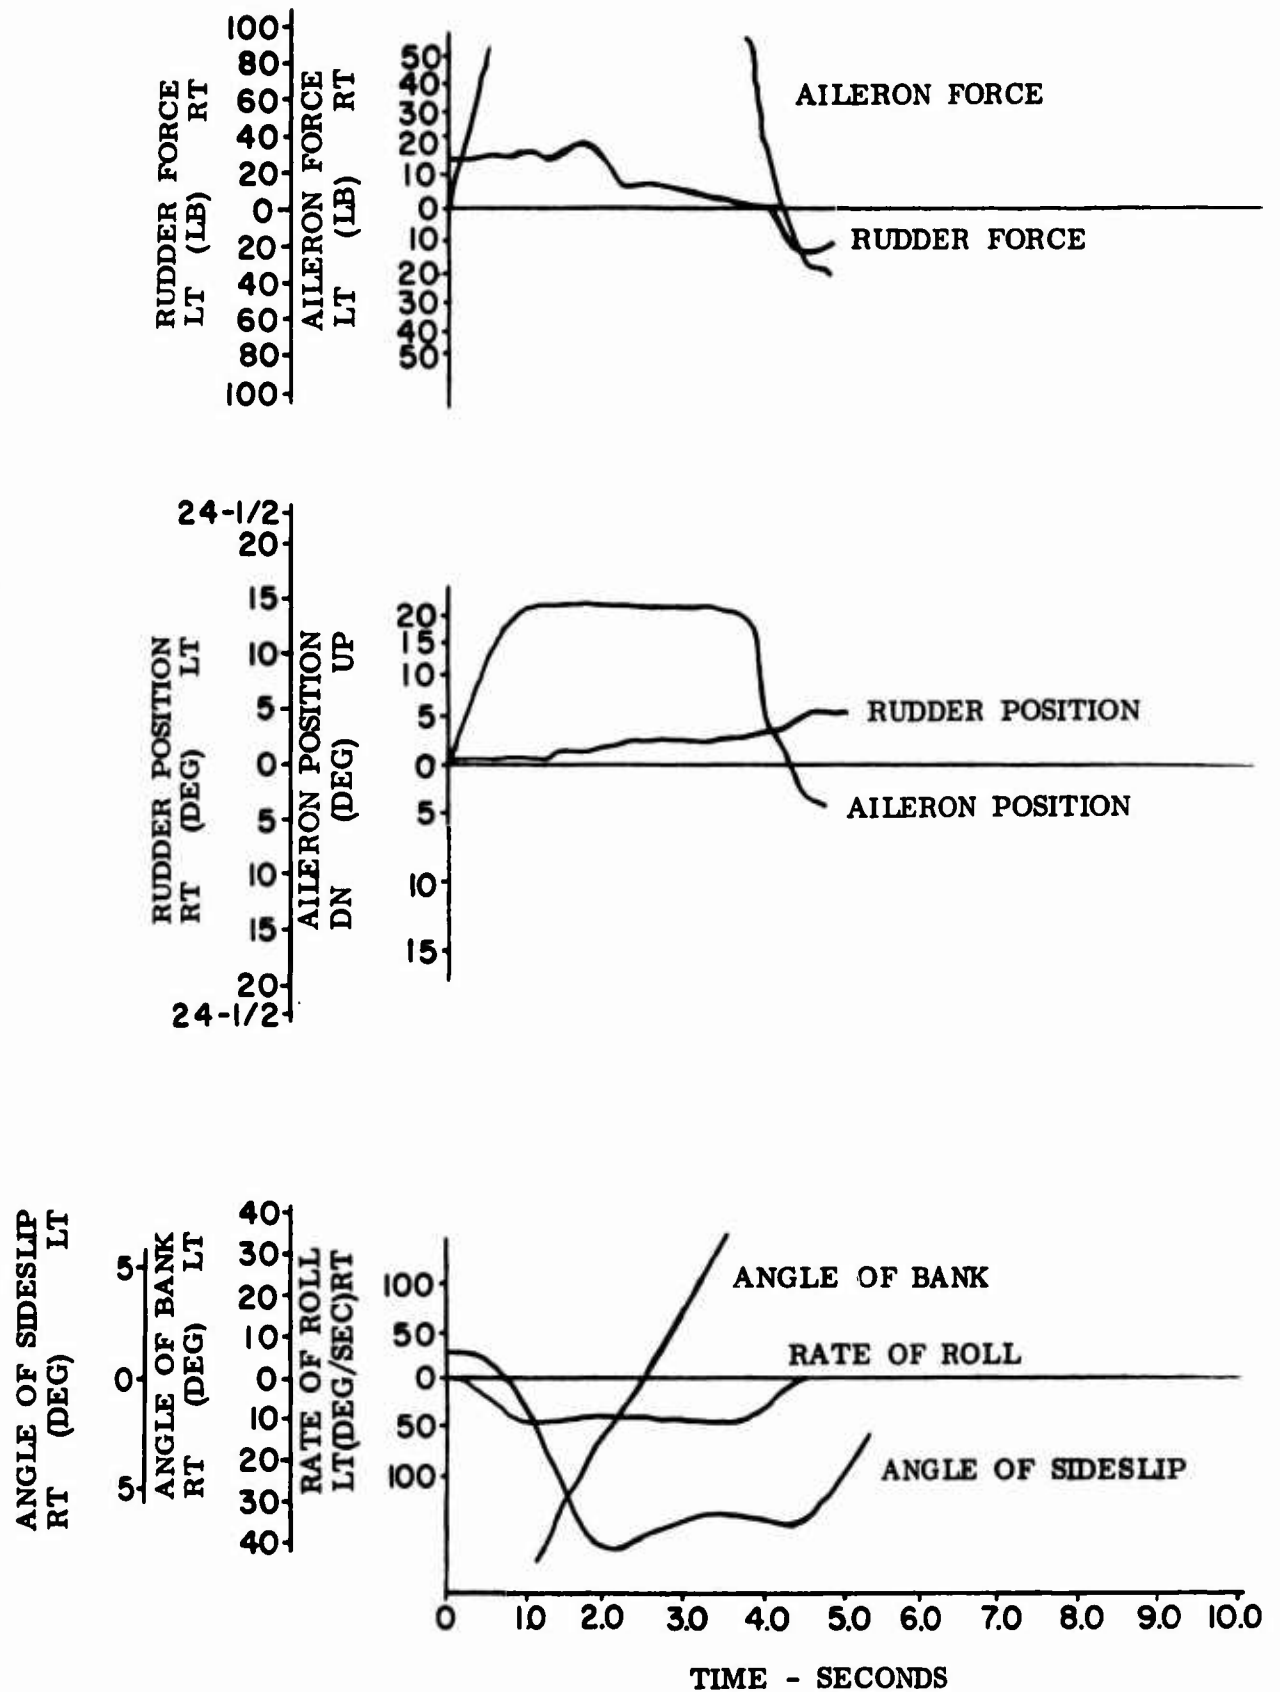 RUDDER FORCE
LT (LB) RT
100
80
60
40
20
0
20
40
60
80
100
AILERON FORCE
LT (LB) RT
50
40
30
20
10
0
10
20
30
40
50
AILERON FORCE
RUDDER FORCE
RUDDER POSITION
RT (DEG) LT
24-1/2
20
15
10
5
0
5
10
15
20
24-1/2
AILERON POSITION
DN (DEG) UP
20
15
10
5
0
5
10
15
RUDDER POSITION
AILERON POSITION
ANGLE OF SIDESLIP
RT (DEG) LT
5
0
5
ANGLE OF BANK
RT (DEG) LT
40
30
20
10
0
10
20
30
40
RATE OF ROLL
LT(DEG/SEC)RT
100
50
0
50
100
ANGLE OF BANK
RATE OF ROLL
ANGLE OF SIDESLIP
0 1.0 2.0 3.0 4.0 5.0 6.0 7.0 8.0 9.0 10.0
TIME - SECONDS